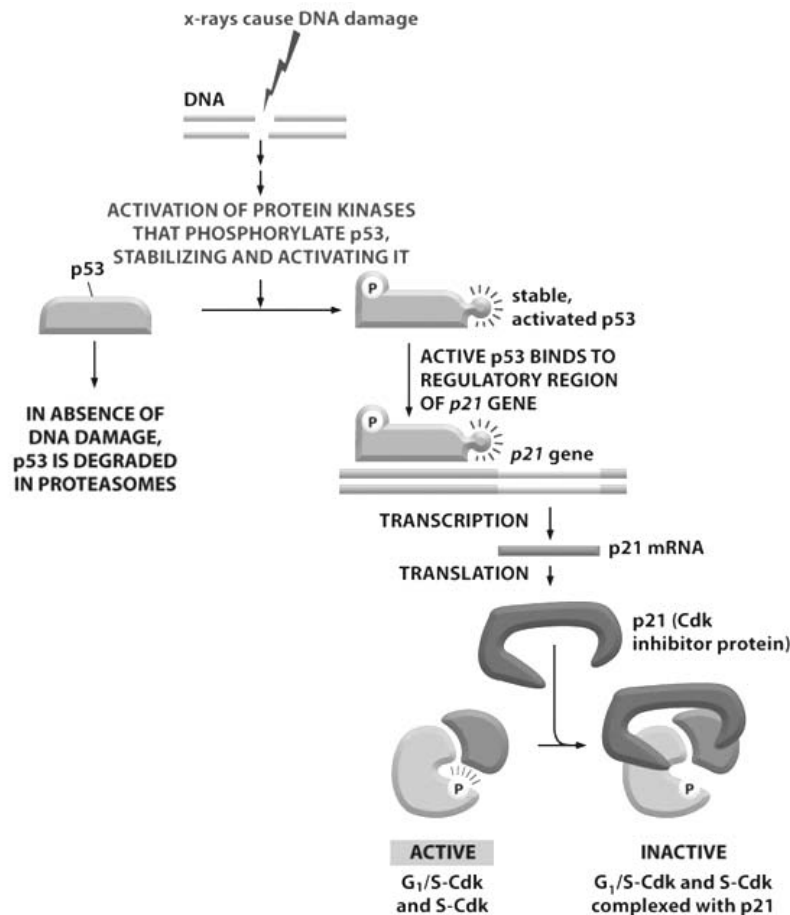 x-rays cause DNA damage
DNA
ACTIVATION OF PROTEIN KINASES
THAT PHOSPHORYLATE p53,
STABILIZING AND ACTIVATING IT
p53
P
stable,
activated p53
IN ABSENCE OF
DNA DAMAGE,
p53 IS DEGRADED
IN PROTEASOMES
ACTIVE p53 BINDS TO
REGULATORY REGION
OF p21 GENE
P
p21 gene
TRANSCRIPTION
p21 mRNA
TRANSLATION
p21 (Cdk
inhibitor protein)
P
P
ACTIVE
G₁/S-Cdk
and S-Cdk
INACTIVE
G₁/S-Cdk and S-Cdk
complexed with p21